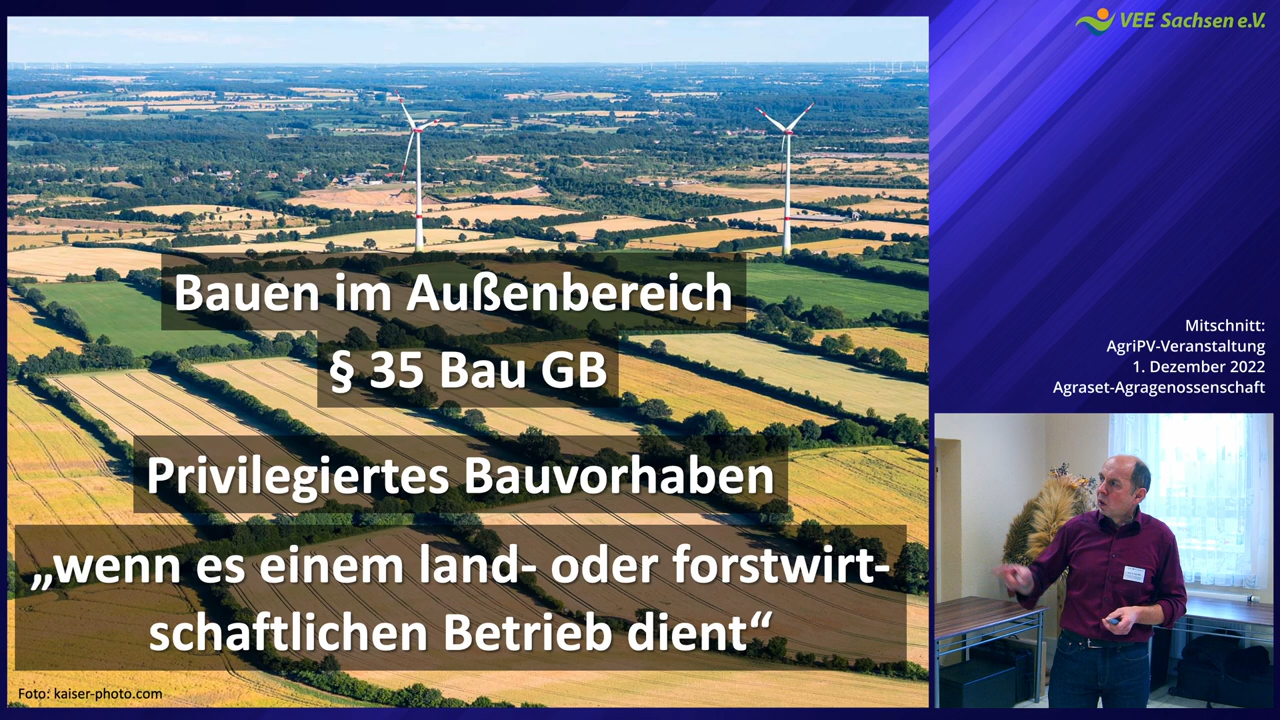 VEE Sachsen e.V.
Bauen im Außenbereich
§ 35 Bau GB
Privilegiertes Bauvorhaben
„wenn es einem land- oder forstwirt-
schaftlichen Betrieb dient“
Foto: kaiser-photo.com
Mitschnitt:
AgriPV-Veranstaltung
1. Dezember 2022
Agraset-Agragenossenschaft